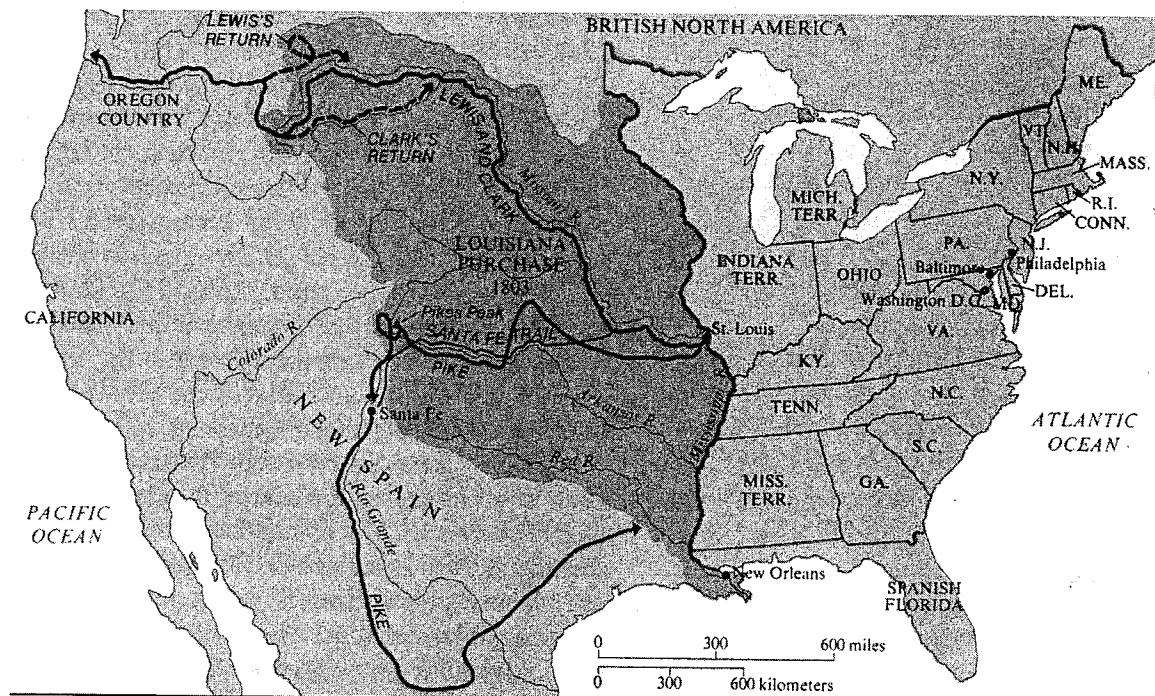 LEWIS'S
RETURN
BRITISH NORTH AMERICA
OREGON
COUNTRY
CLARK'S
RETURN
LEWIS AND CLARK
Missouri R.
ME.
VT.
N.H.
MASS.
N.Y.
R.I.
CONN.
MICH.
TERR.
LOUISIANA
PURCHASE
1803
INDIANA
TERR.
OHIO
PA.
N.J.
Baltimore
Philadelphia
Washington D.C.
MD.
DEL.
CALIFORNIA
Colorado R.
Pikes Peak
SANTA FE TRAIL
PIKE
St. Louis
VA.
KY.
NEW SPAIN
Santa Fe
Arkansas R.
Mississippi
TENN.
N.C.
ATLANTIC
OCEAN
Red R.
S.C.
MISS.
TERR.
GA.
PACIFIC
OCEAN
Rio Grande
PIKE
New Orleans
SPANISH
FLORIDA
0 300 600 miles
0 300 600 kilometers